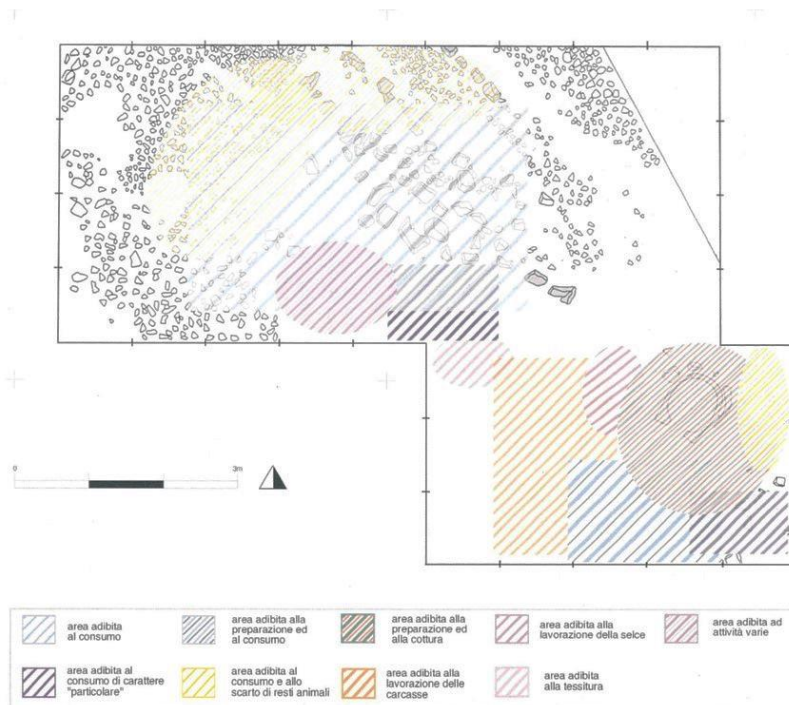 0 3m
area adibita
al consumo
area adibita alla
preparazione ed
al consumo
area adibita alla
preparazione ed
alla cottura
area adibita alla
lavorazione della selce
area adibita ad
attività varie
area adibita al
consumo di carattere
"particolare"
area adibita al
consumo e allo
scarto di resti animali
area adibita alla
lavorazione delle
carcasse
area adibita
alla tessitura